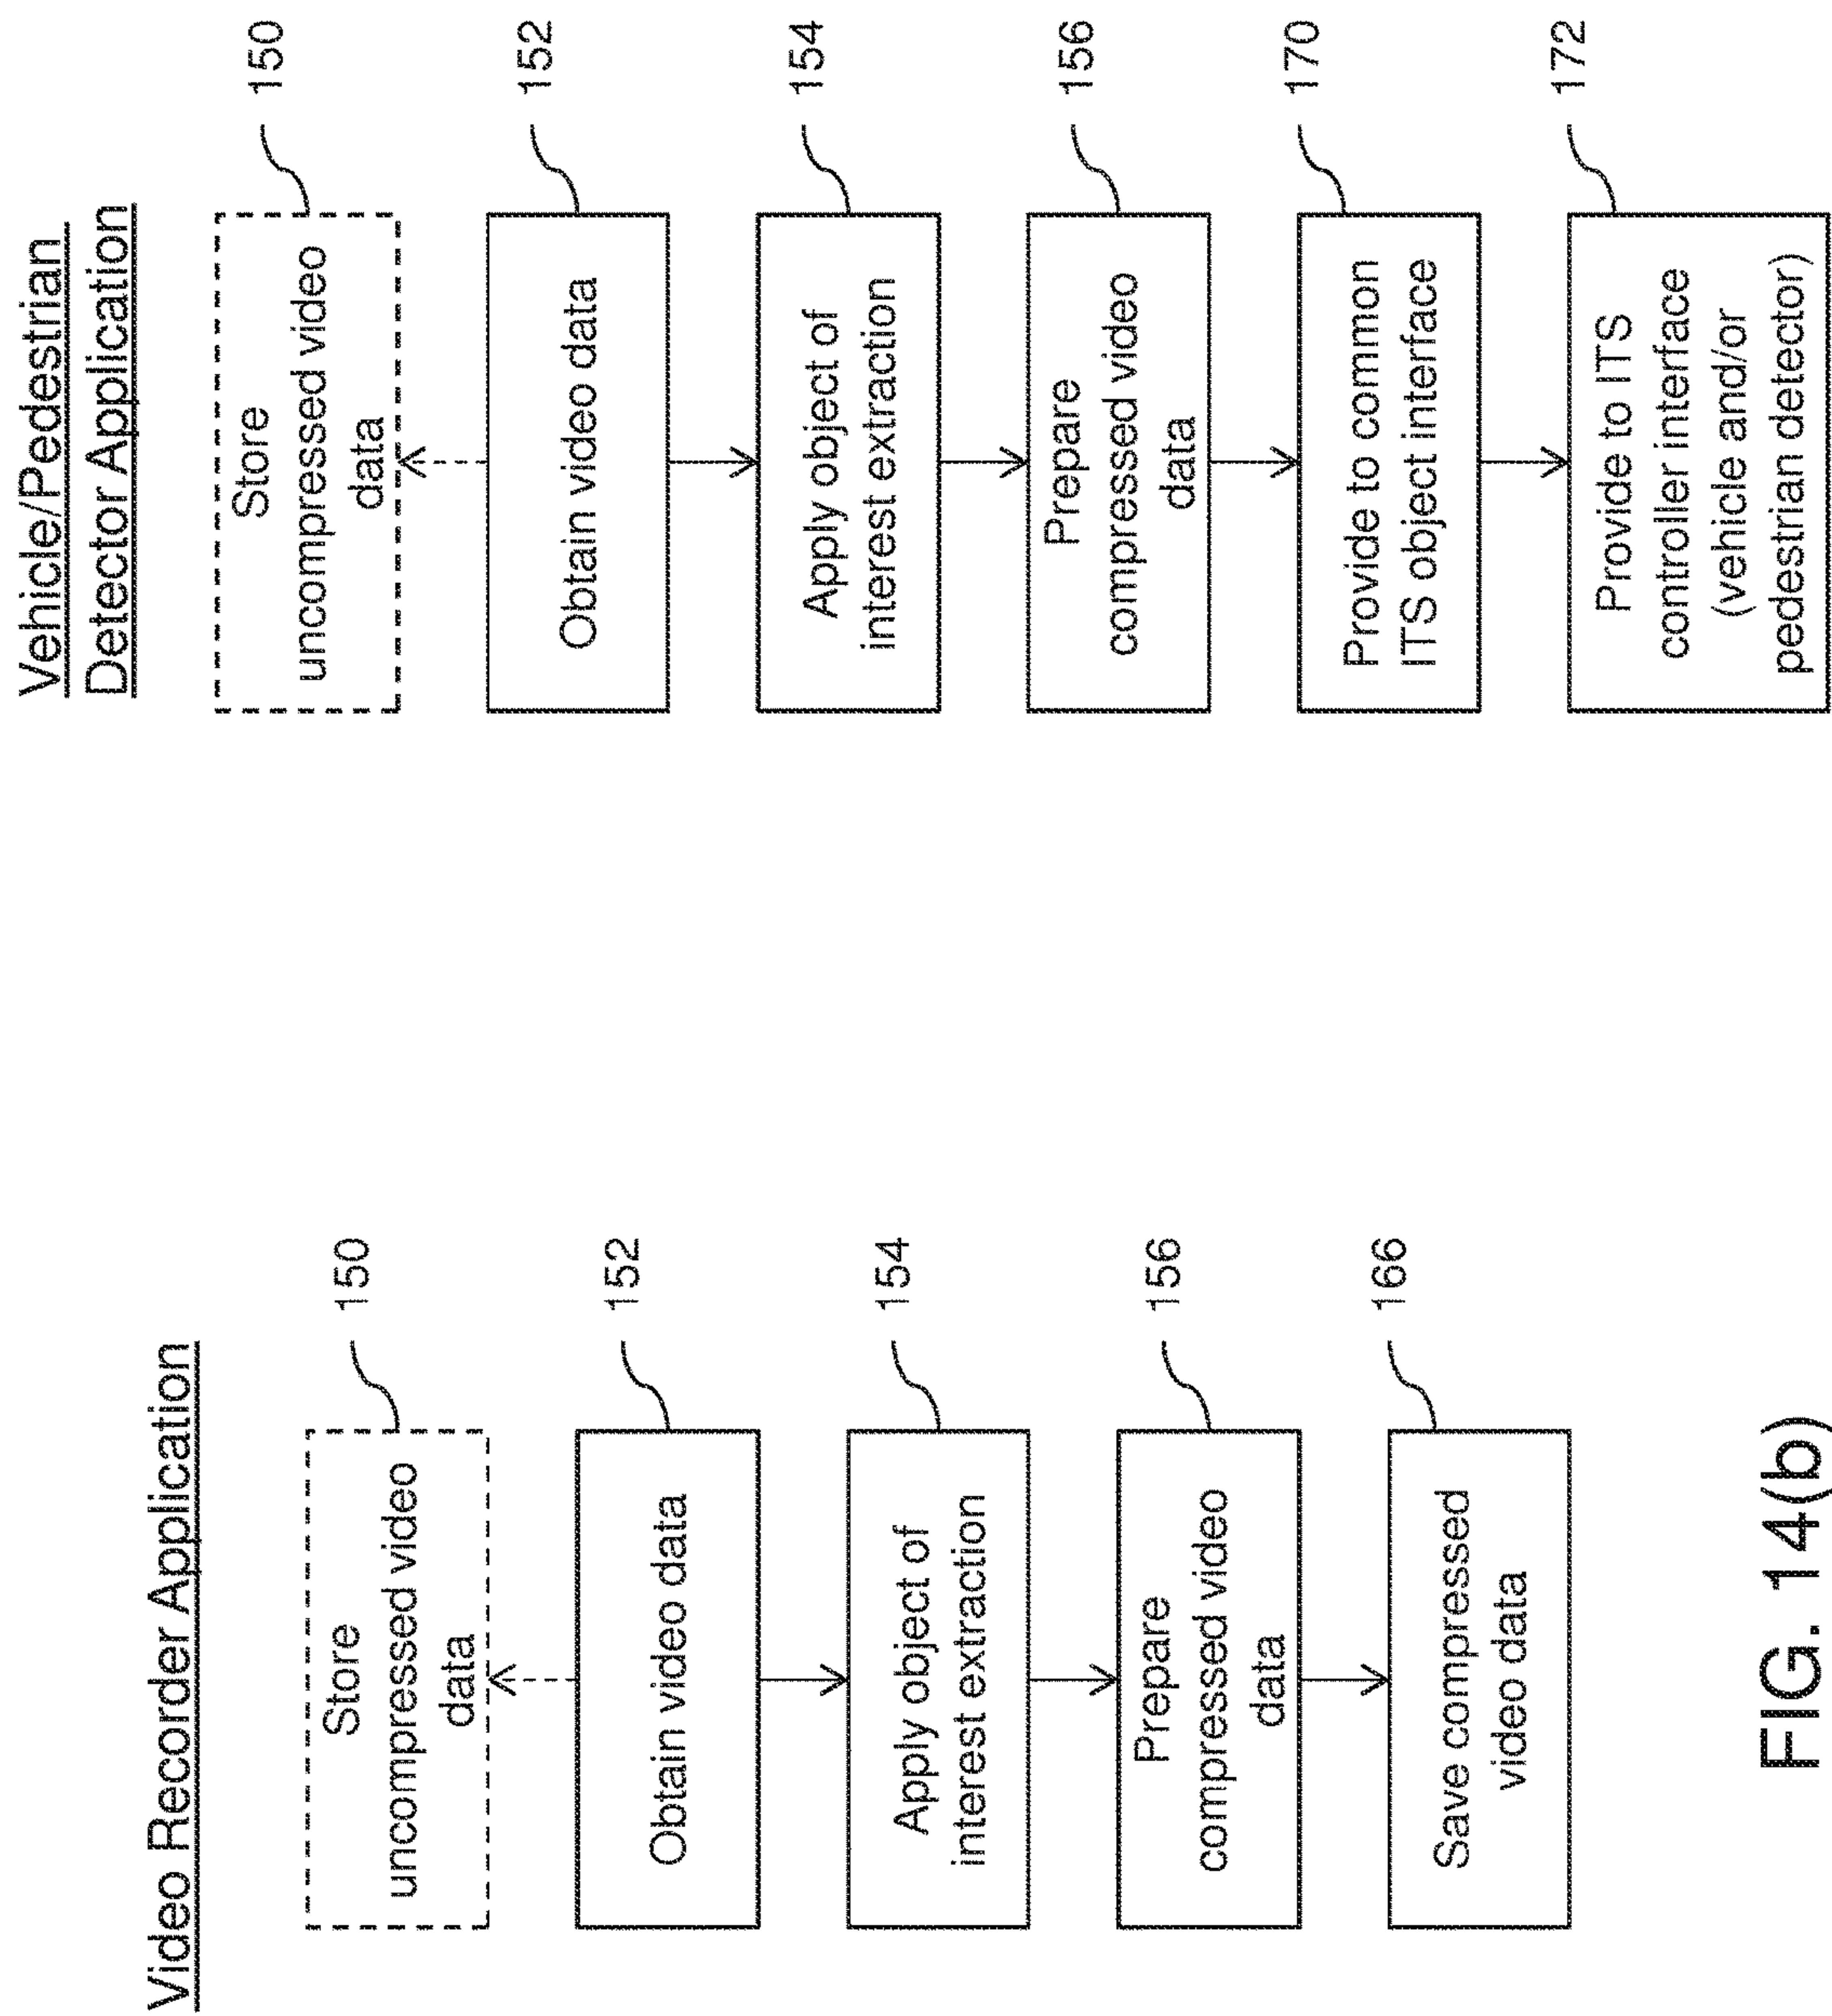 Video Recorder Application
Store
uncompressed video
data
150
Obtain video data
152
Apply object of
interest extraction
154
Prepare
compressed video
data
156
Save compressed
video data
166
Vehicle/Pedestrian
Detector Application
Store
uncompressed video
data
150
Obtain video data
152
Apply object of
interest extraction
154
Prepare
compressed video
data
156
Provide to common
ITS object interface
170
Provide to ITS
controller interface
(vehicle and/or
pedestrian detector)
172
FIG. 14(b)